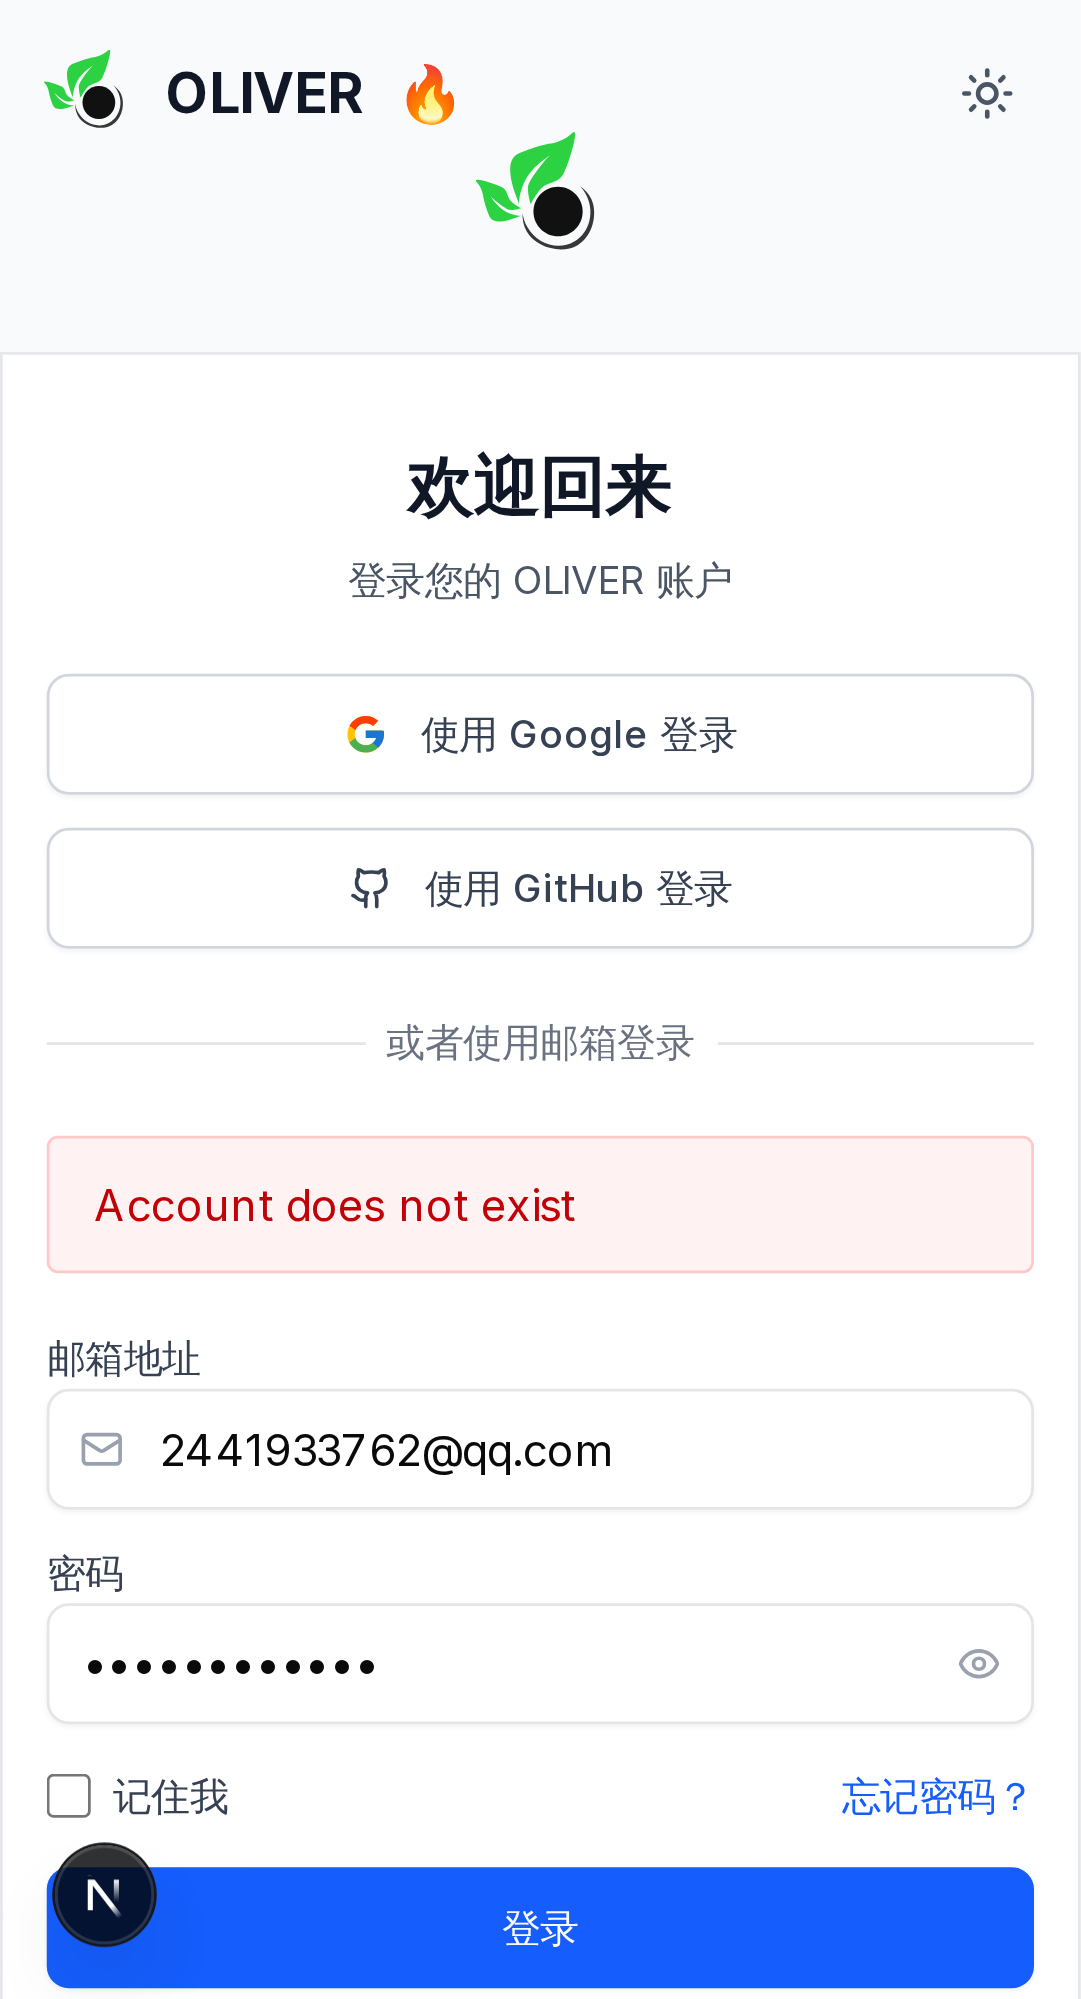 OLIVER 🔥
欢迎回来
登录您的 OLIVER 账户
使用 Google 登录
使用 GitHub 登录
或者使用邮箱登录
Account does not exist
邮箱地址
2441933762@qq.com
密码
••••••••••••
记住我
忘记密码？
N
登录